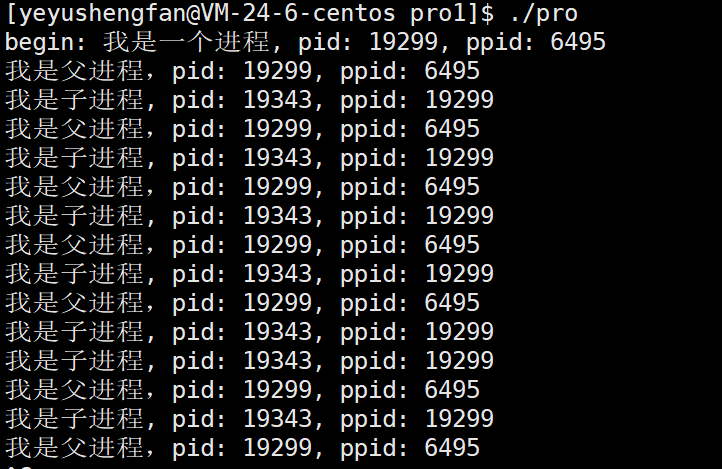 [yeyushengfan@VM-24-6-centos pro1]$ ./pro
begin: 我是一个进程, pid: 19299, ppid: 6495
我是父进程，pid: 19299, ppid: 6495
我是子进程, pid: 19343, ppid: 19299
我是父进程，pid: 19299, ppid: 6495
我是子进程, pid: 19343, ppid: 19299
我是父进程，pid: 19299, ppid: 6495
我是子进程, pid: 19343, ppid: 19299
我是父进程，pid: 19299, ppid: 6495
我是子进程, pid: 19343, ppid: 19299
我是父进程，pid: 19299, ppid: 6495
我是子进程, pid: 19343, ppid: 19299
我是子进程, pid: 19343, ppid: 19299
我是父进程，pid: 19299, ppid: 6495
我是子进程, pid: 19343, ppid: 19299
我是父进程，pid: 19299, ppid: 6495